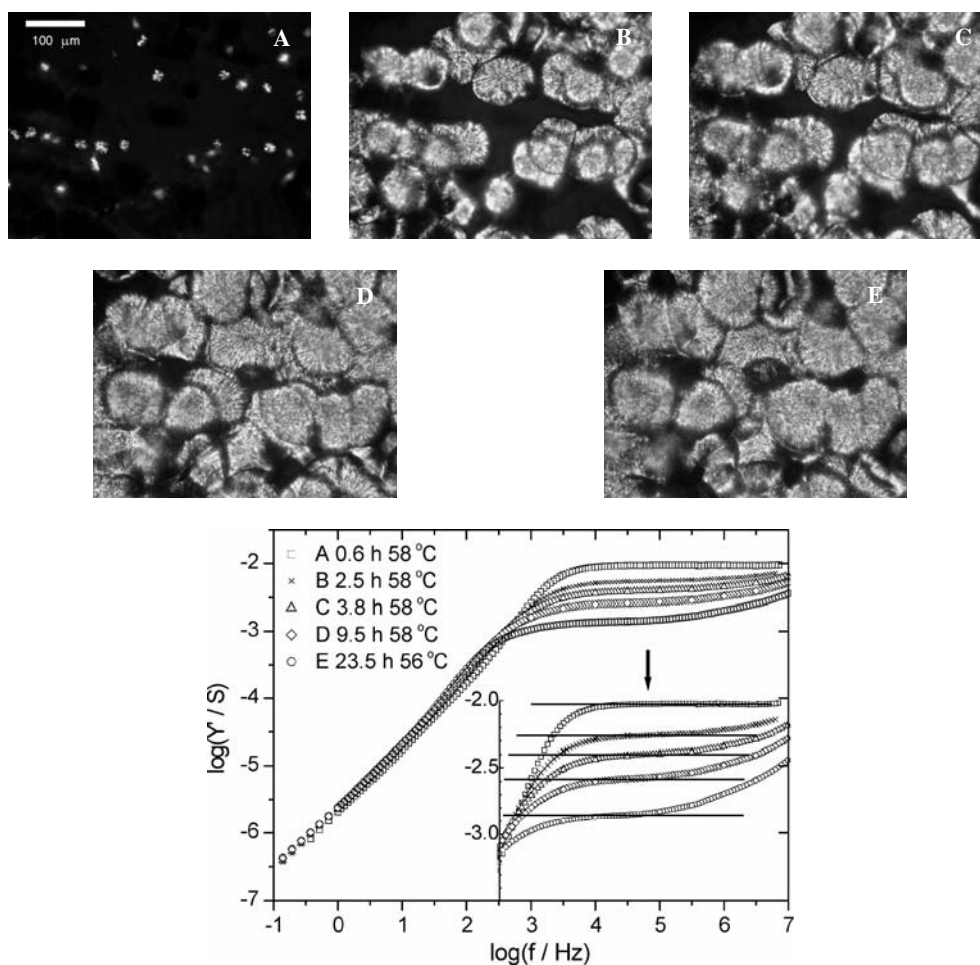 A
100 μm
B
C
D
E
-2
-3
-4
-5
-6
-7
log(Y' / S)
□ A 0.6 h 58 °C
× B 2.5 h 58 °C
△ C 3.8 h 58 °C
◇ D 9.5 h 58 °C
○ E 23.5 h 56 °C
-2.0
-2.5
-3.0
-1 0 1 2 3 4 5 6 7
log(f / Hz)